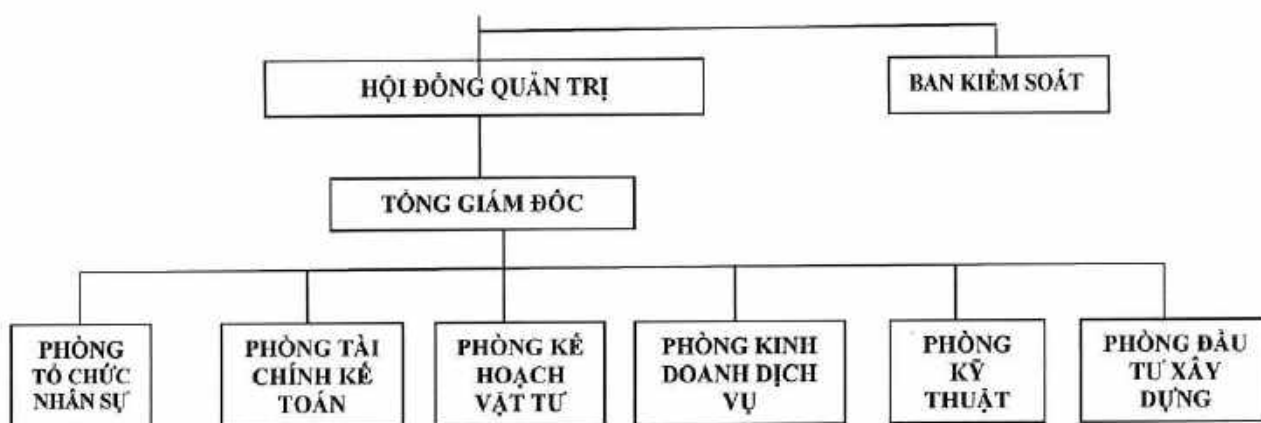 HỘI ĐỒNG QUẢN TRỊ
BAN KIỂM SOÁT
TỔNG GIÁM ĐỐC
PHÒNG
TỔ CHỨC
NHÂN SỰ
PHÒNG TÀI
CHÍNH KẾ
TOÁN
PHÒNG KẾ
HOẠCH
VẬT TƯ
PHÒNG KINH
DOANH DỊCH
VỤ
PHÒNG
KỸ
THUẬT
PHÒNG ĐẦU
TƯ XÂY
DỰNG